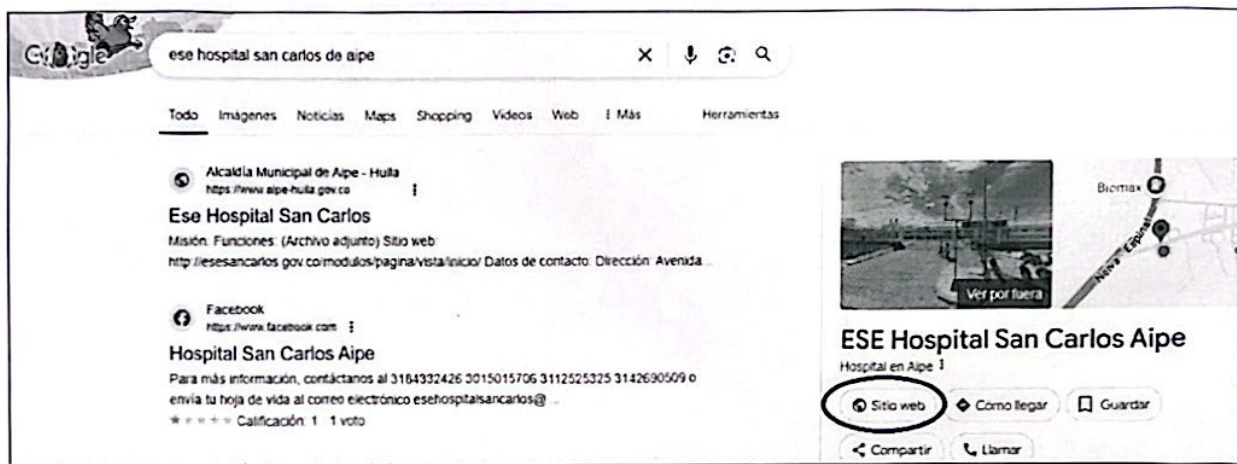 Google
ese hospital san carlos de aipe
Todo Imágenes Noticias Maps Shopping Videos Web Más Herramientas
Alcaldía Municipal de Aipe - Huila
https://www.aipe-huila.gov.co
Ese Hospital San Carlos
Misión. Funciones: (Archivo adjunto) Sitio web:
http://esesancarlos.gov.co/modulos/pagina/vista/inicio/ Datos de contacto: Dirección: Avenida ...
Facebook
https://www.facebook.com
Hospital San Carlos Aipe
Para más información, contáctanos al 3164332426 3015015706 3112525325 3142690509 o
envía tu hoja de vida al correo electrónico esehospitalsancarlos@ ...
Calificación: 1 · 1 voto
Ver por fuera
Biomax
Neiva - Espinal
ESE Hospital San Carlos Aipe
Hospital en Aipe
Sitio web Cómo llegar Guardar
Compartir Llamar